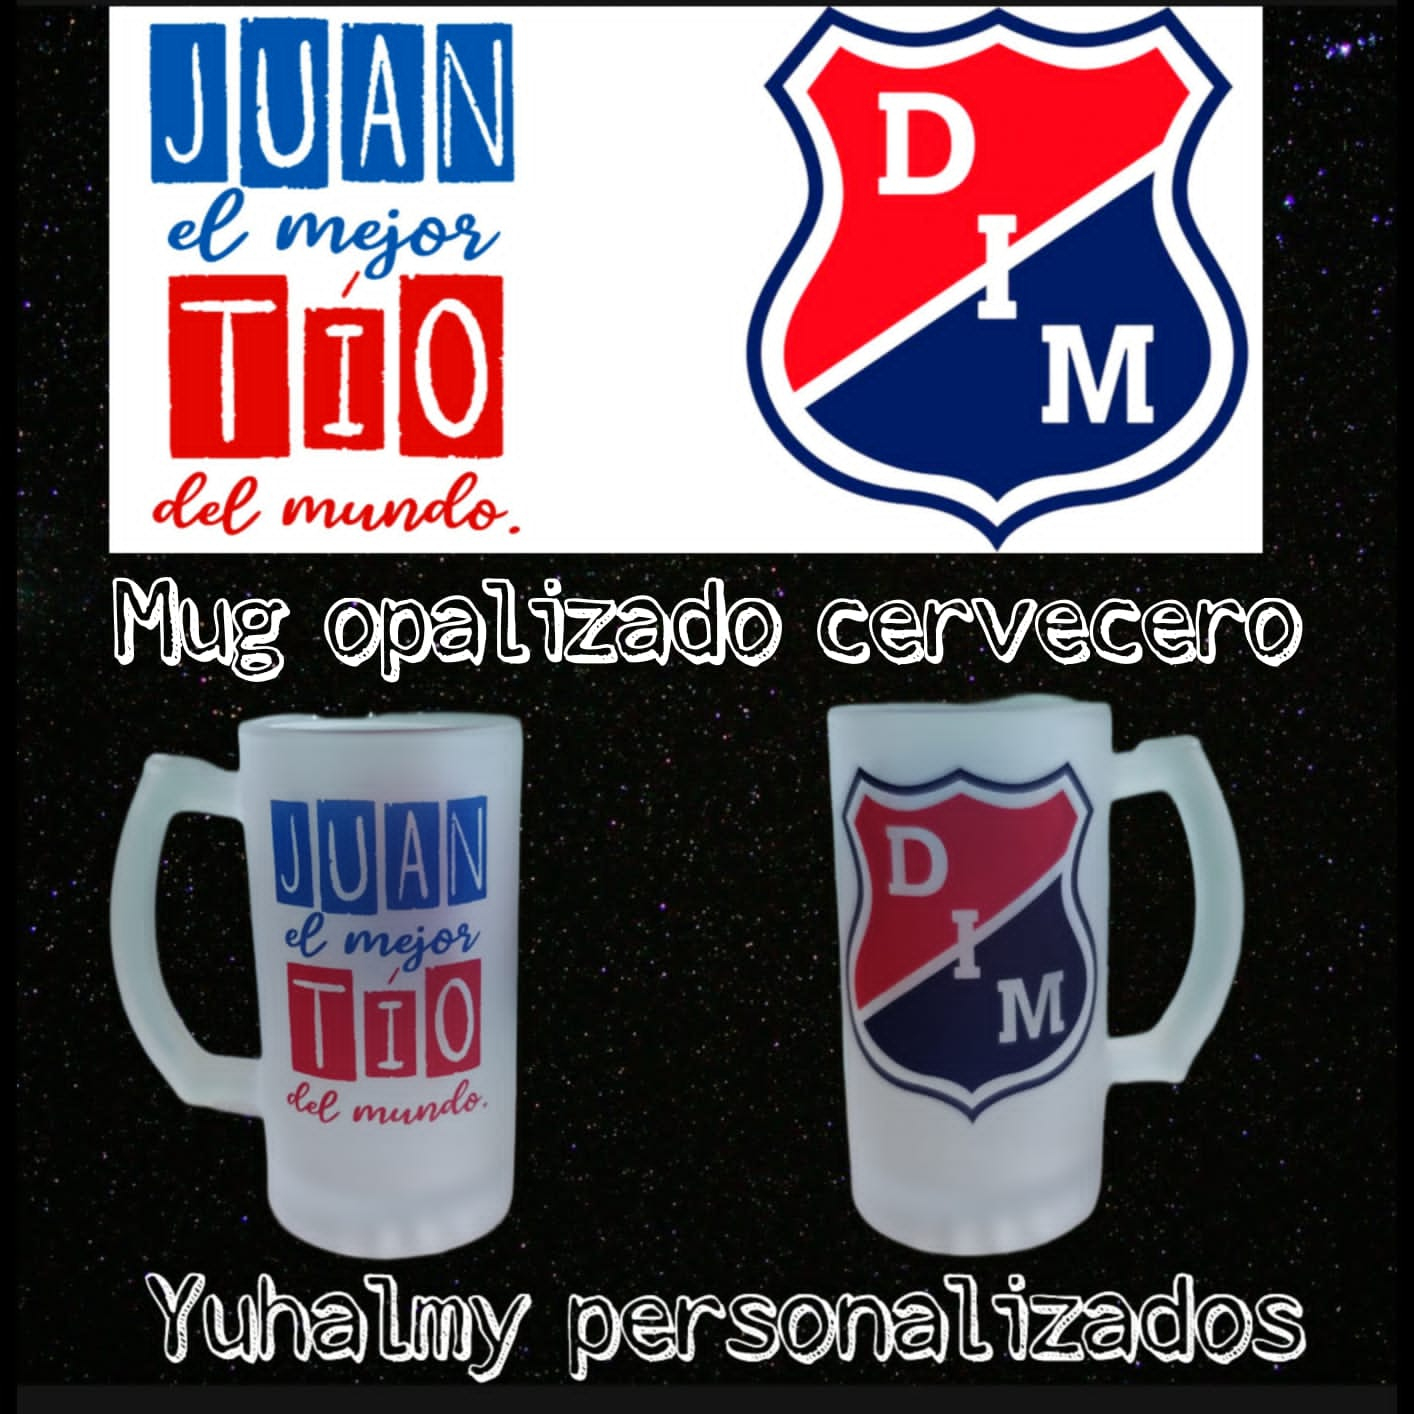 JUAN
el mejor
TÍO
del mundo.
D
I
M
Mug opalizado cervecero
JUAN
el mejor
TÍO
del mundo.
D
I
M
Yuhalmy personalizados